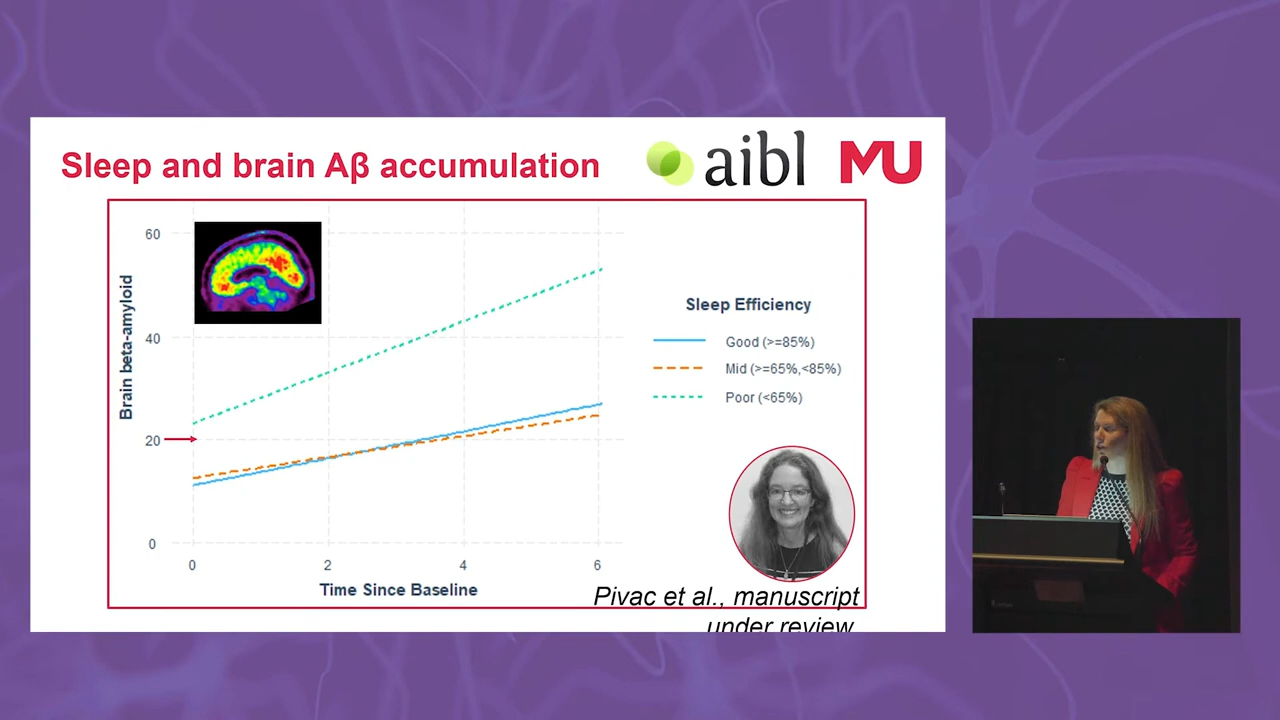 Sleep and brain Aβ accumulation
aibl
MU
60
40
20
0
Brain beta-amyloid
0 2 4 6
Time Since Baseline
Sleep Efficiency
Good (>=85%)
Mid (>=65%,<85%)
Poor (<65%)
Pivac et al., manuscript
under review